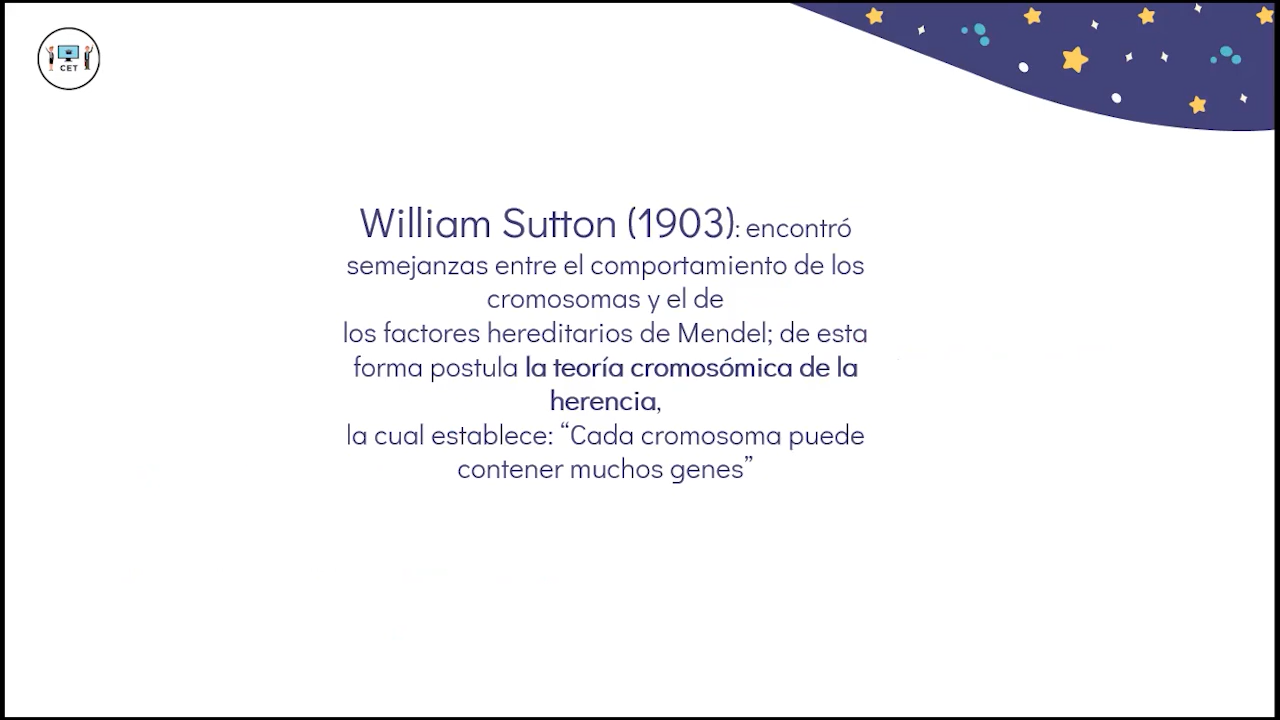 CET
William Sutton (1903): encontró
semejanzas entre el comportamiento de los
cromosomas y el de
los factores hereditarios de Mendel; de esta
forma postula la teoría cromosómica de la
herencia,
la cual establece: “Cada cromosoma puede
contener muchos genes”